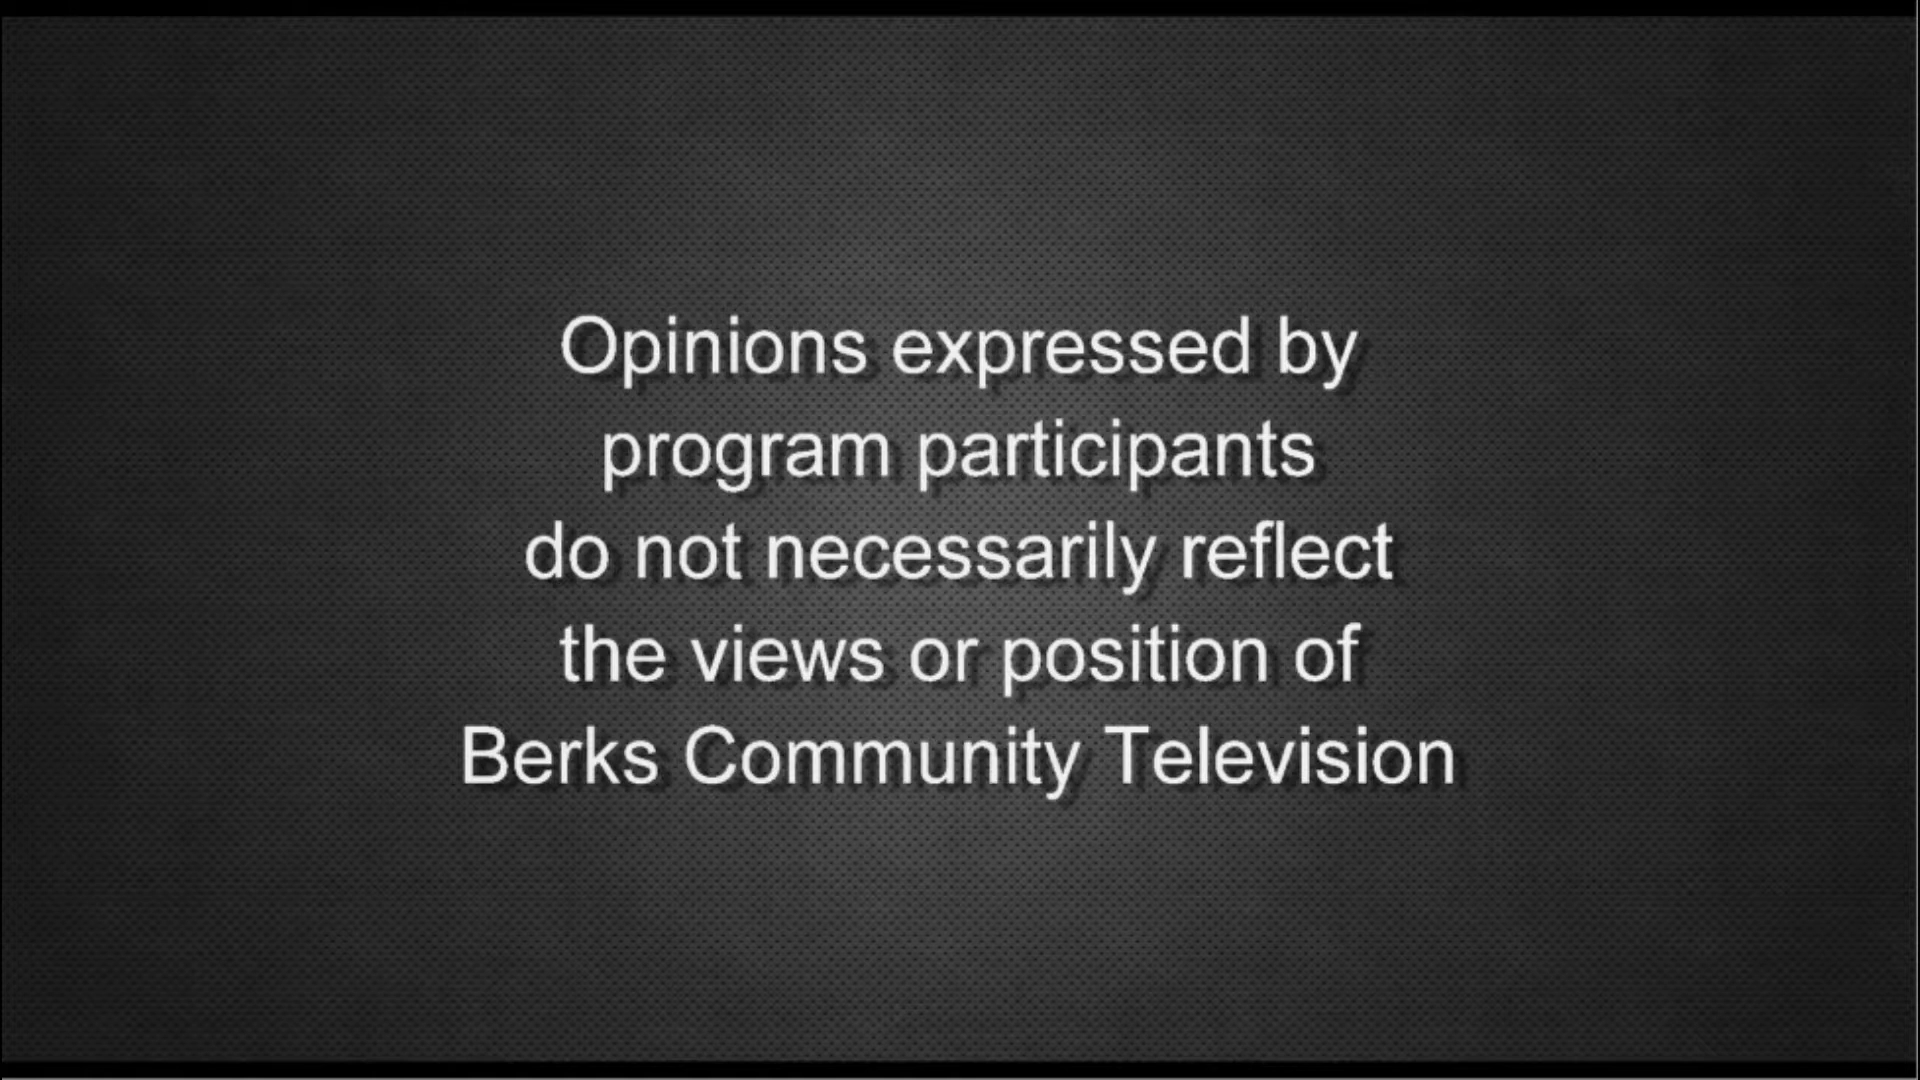 Opinions expressed by
program participants
do not necessarily reflect
the views or position of
Berks Community Television